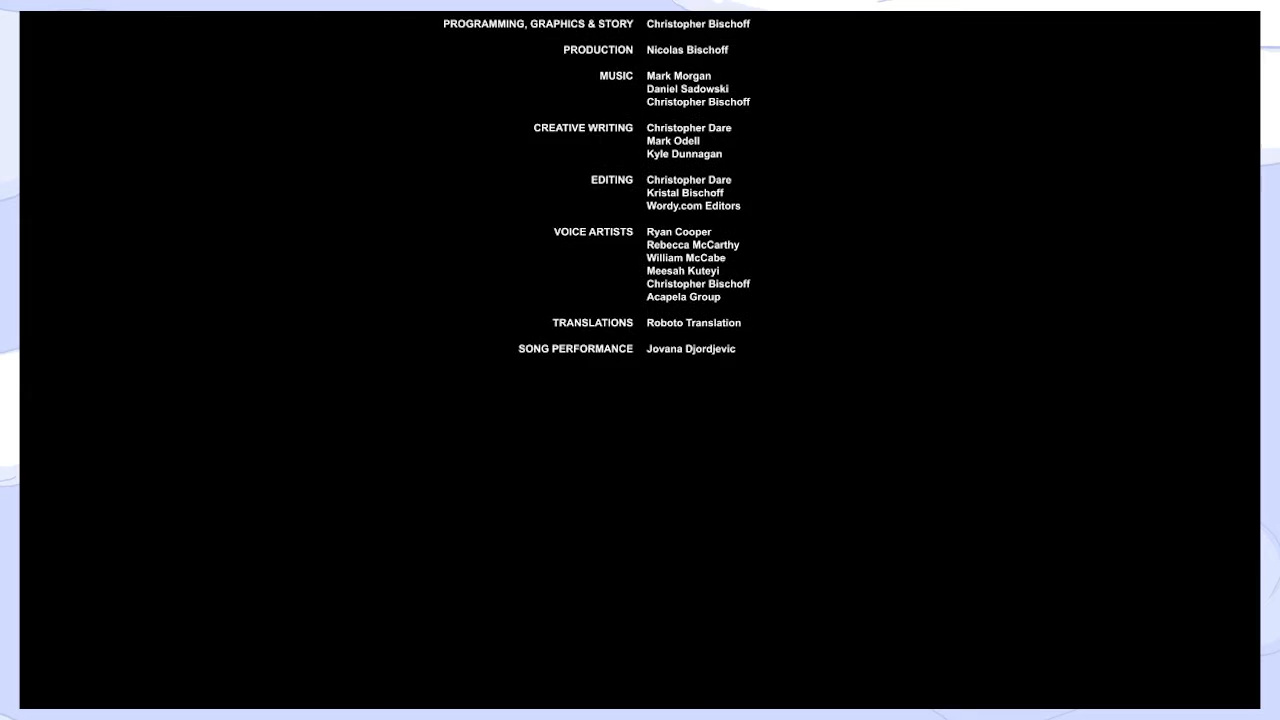 PROGRAMMING, GRAPHICS & STORY Christopher Bischoff
PRODUCTION Nicolas Bischoff
MUSIC Mark Morgan
Daniel Sadowski
Christopher Bischoff
CREATIVE WRITING Christopher Dare
Mark Odell
Kyle Dunnagan
EDITING Christopher Dare
Kristal Bischoff
Wordy.com Editors
VOICE ARTISTS Ryan Cooper
Rebecca McCarthy
William McCabe
Meesah Kuteyi
Christopher Bischoff
Acapela Group
TRANSLATIONS Roboto Translation
SONG PERFORMANCE Jovana Djordjevic